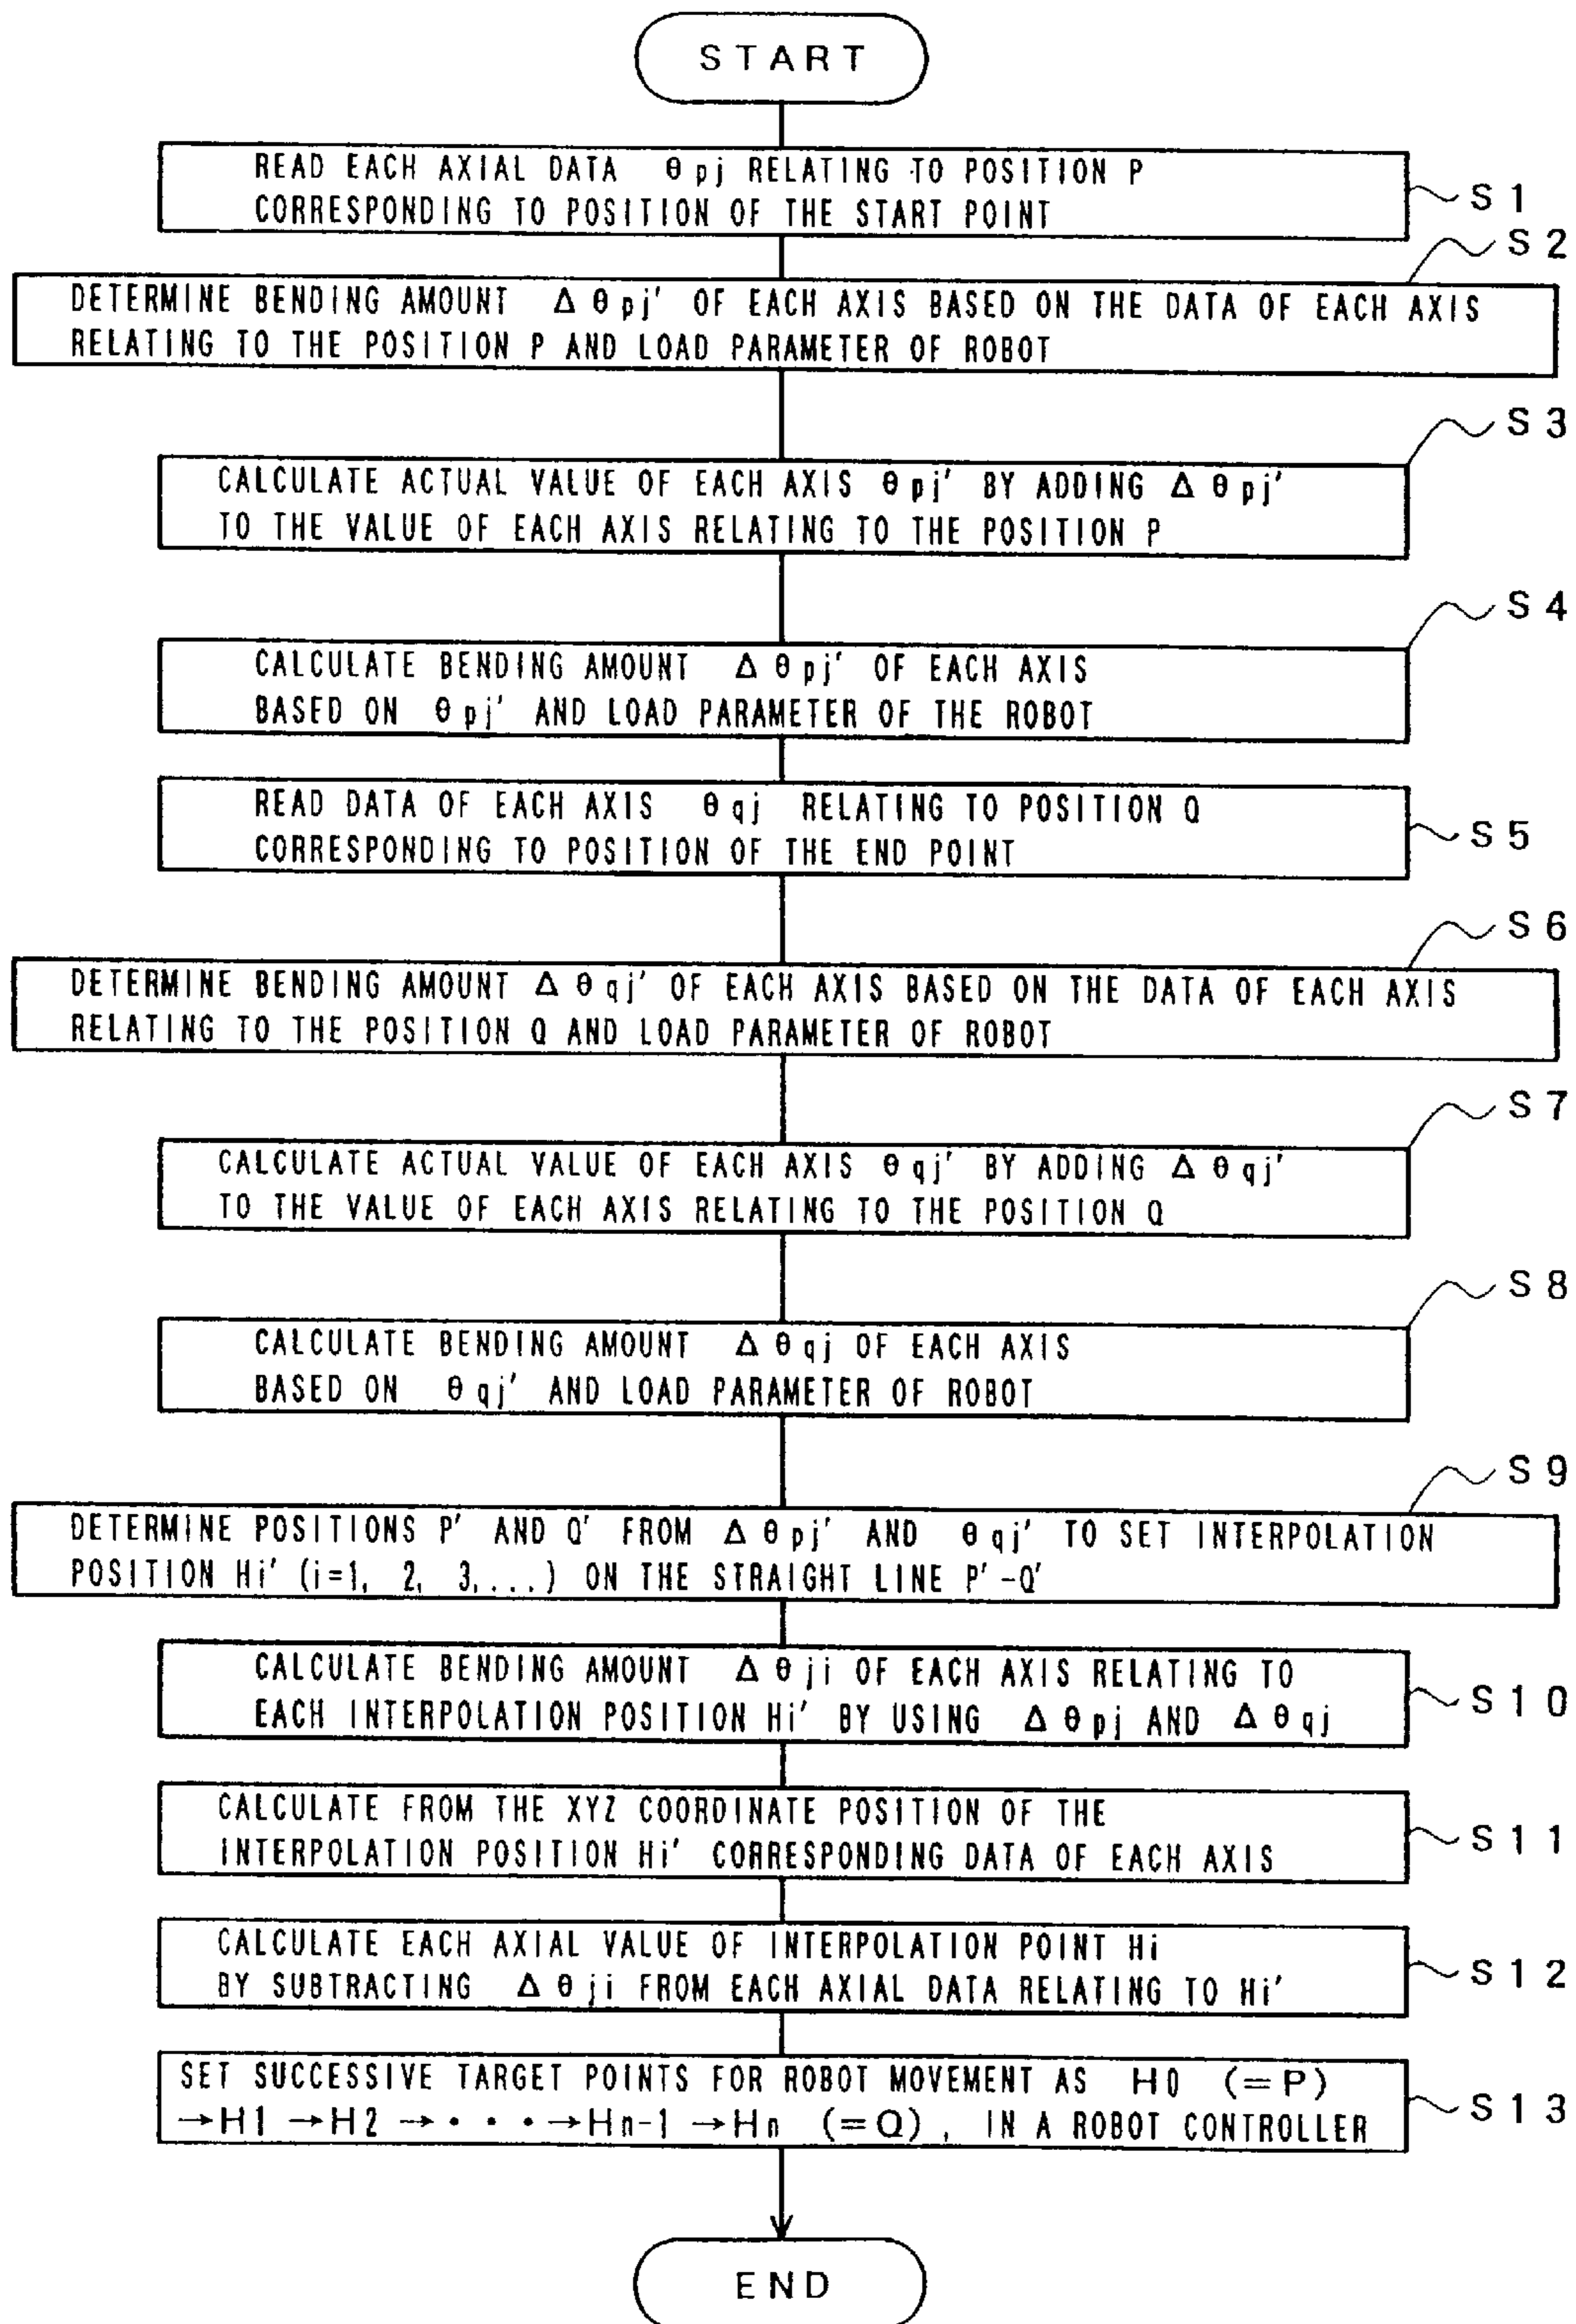 START
READ EACH AXIAL DATA θpj RELATING TO POSITION P
CORRESPONDING TO POSITION OF THE START POINT
S1
S2
DETERMINE BENDING AMOUNT Δθpj' OF EACH AXIS BASED ON THE DATA OF EACH AXIS
RELATING TO THE POSITION P AND LOAD PARAMETER OF ROBOT
S3
CALCULATE ACTUAL VALUE OF EACH AXIS θpj' BY ADDING Δθpj'
TO THE VALUE OF EACH AXIS RELATING TO THE POSITION P
S4
CALCULATE BENDING AMOUNT Δθpj' OF EACH AXIS
BASED ON θpj' AND LOAD PARAMETER OF THE ROBOT
READ DATA OF EACH AXIS θqj RELATING TO POSITION Q
CORRESPONDING TO POSITION OF THE END POINT
S5
S6
DETERMINE BENDING AMOUNT Δθqj' OF EACH AXIS BASED ON THE DATA OF EACH AXIS
RELATING TO THE POSITION Q AND LOAD PARAMETER OF ROBOT
S7
CALCULATE ACTUAL VALUE OF EACH AXIS θqj' BY ADDING Δθqj'
TO THE VALUE OF EACH AXIS RELATING TO THE POSITION Q
S8
CALCULATE BENDING AMOUNT Δθqj OF EACH AXIS
BASED ON θqj' AND LOAD PARAMETER OF ROBOT
S9
DETERMINE POSITIONS P' AND Q' FROM Δθpj' AND θqj' TO SET INTERPOLATION
POSITION Hi' (i=1, 2, 3,...) ON THE STRAIGHT LINE P'-Q'
CALCULATE BENDING AMOUNT Δθji OF EACH AXIS RELATING TO
EACH INTERPOLATION POSITION Hi' BY USING Δθpj AND Δθqj
S10
CALCULATE FROM THE XYZ COORDINATE POSITION OF THE
INTERPOLATION POSITION Hi' CORRESPONDING DATA OF EACH AXIS
S11
CALCULATE EACH AXIAL VALUE OF INTERPOLATION POINT Hi
BY SUBTRACTING Δθji FROM EACH AXIAL DATA RELATING TO Hi'
S12
SET SUCCESSIVE TARGET POINTS FOR ROBOT MOVEMENT AS H0 (=P)
→H1 →H2 →・・・→Hn-1 →Hn (=Q), IN A ROBOT CONTROLLER
S13
END